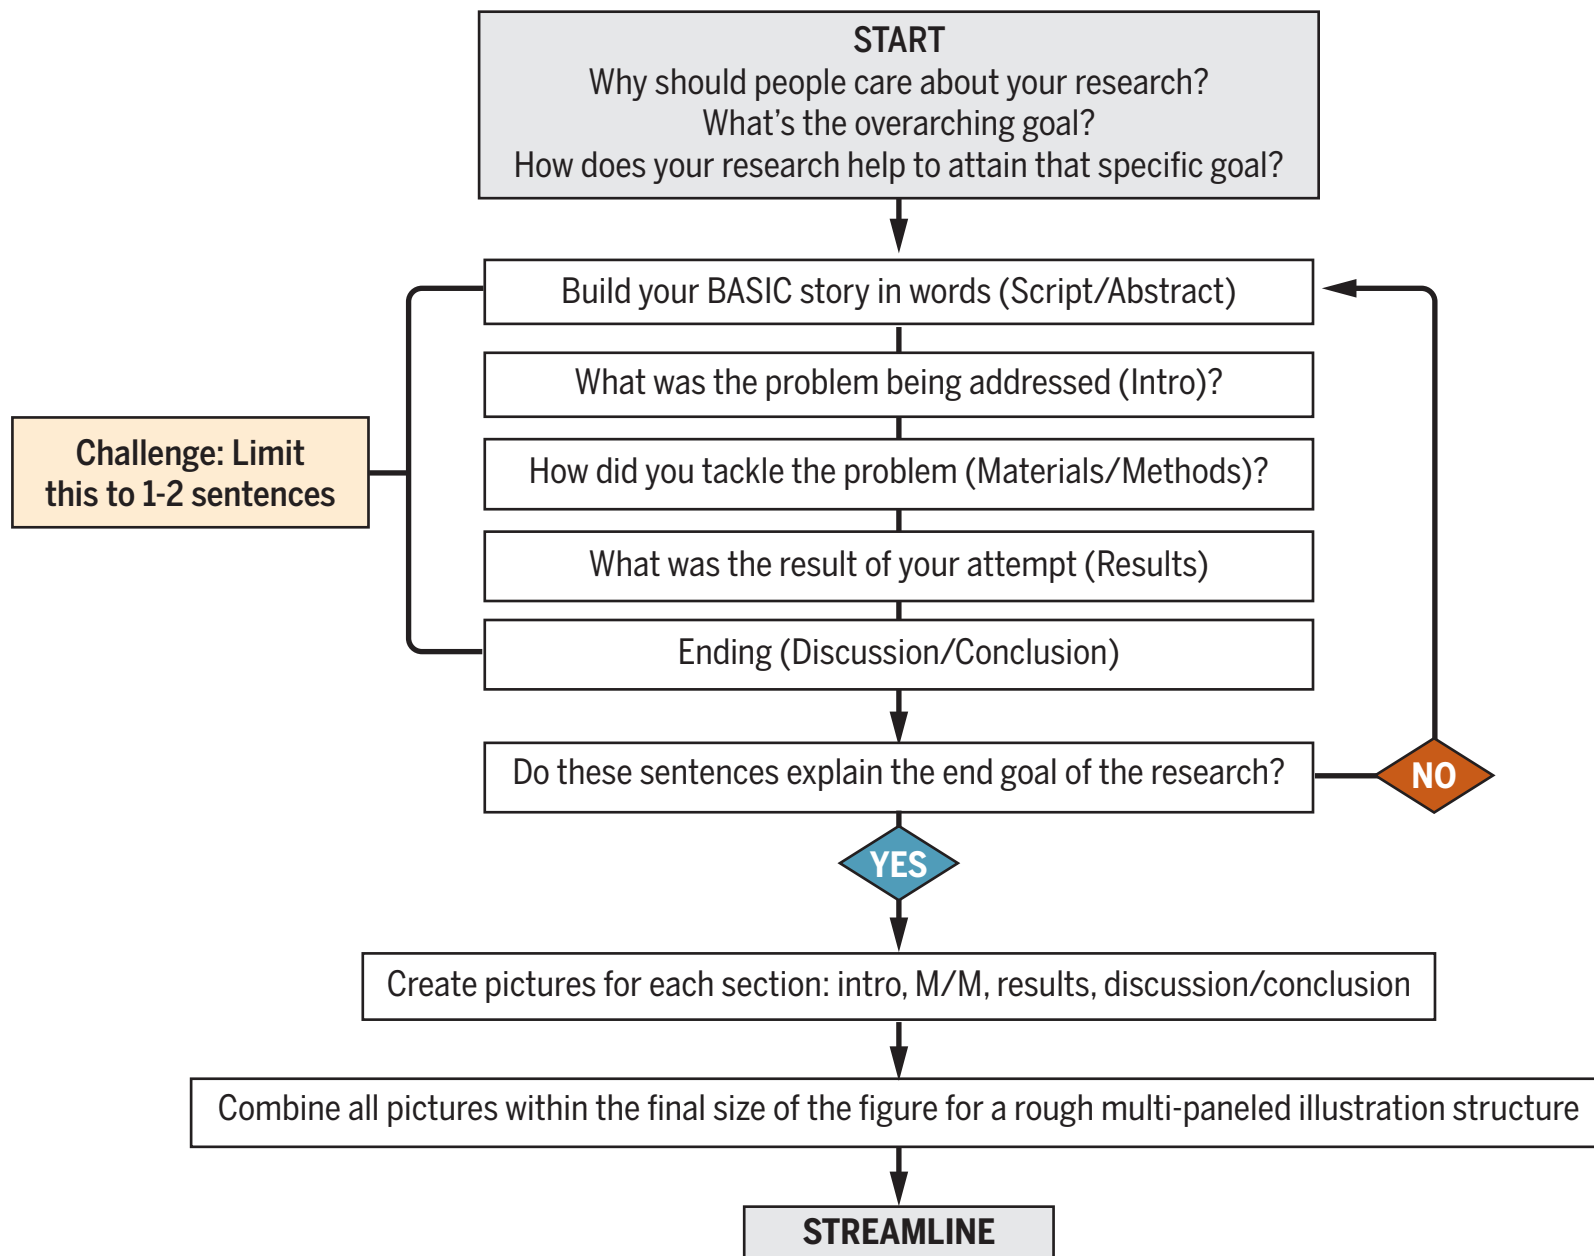 START
Why should people care about your research?
What's the overarching goal?
How does your research help to attain that specific goal?
Build your BASIC story in words (Script/Abstract)
What was the problem being addressed (Intro)?
Challenge: Limit
this to 1-2 sentences
How did you tackle the problem (Materials/Methods)?
What was the result of your attempt (Results)
Ending (Discussion/Conclusion)
Do these sentences explain the end goal of the research?
NO
YES
Create pictures for each section: intro, M/M, results, discussion/conclusion
Combine all pictures within the final size of the figure for a rough multi-paneled illustration structure
STREAMLINE